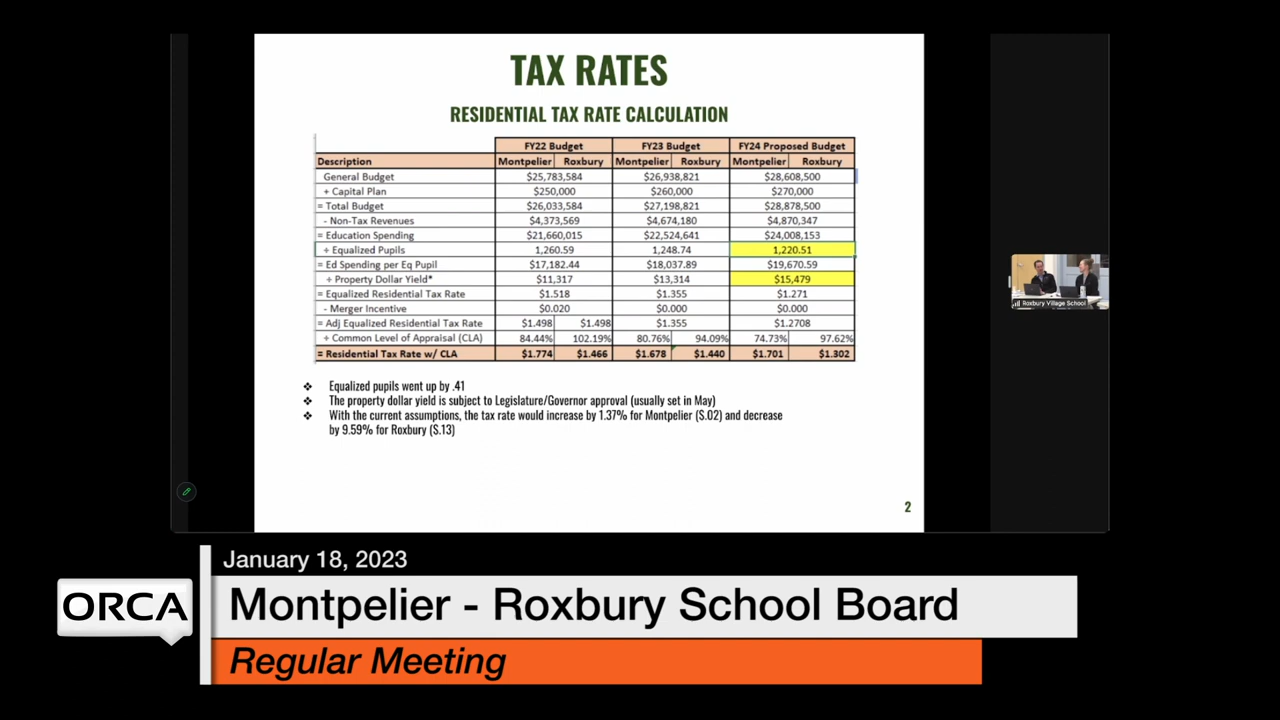 TAX RATES
RESIDENTIAL TAX RATE CALCULATION
FY22 Budget FY23 Budget FY24 Proposed Budget
Description Montpelier Roxbury Montpelier Roxbury Montpelier Roxbury
General Budget $25,783,584 $26,938,821 $28,608,500
+ Capital Plan $250,000 $260,000 $270,000
= Total Budget $26,033,584 $27,198,821 $28,878,500
- Non-Tax Revenues $4,373,569 $4,674,180 $4,870,347
= Education Spending $21,660,015 $22,524,641 $24,008,153
÷ Equalized Pupils 1,260.59 1,248.74 1,220.51
= Ed Spending per Eq Pupil $17,182.44 $18,037.89 $19,670.59
÷ Property Dollar Yield* $11,317 $13,314 $15,479
= Equalized Residential Tax Rate $1.518 $1.355 $1.271
- Merger Incentive $0.020 $0.000 $0.000
= Adj Equalized Residential Tax Rate $1.498 $1.498 $1.355 $1.2708
÷ Common Level of Appraisal (CLA) 84.44% 102.19% 80.76% 94.09% 74.73% 97.62%
= Residential Tax Rate w/ CLA $1.774 $1.466 $1.678 $1.440 $1.701 $1.302
❖ Equalized pupils went up by .41
❖ The property dollar yield is subject to Legislature/Governor approval (usually set in May)
❖ With the current assumptions, the tax rate would increase by 1.37% for Montpelier ($.02) and decrease
by 9.59% for Roxbury ($.13)
2
Roxbury Village School
January 18, 2023
ORCA
Montpelier - Roxbury School Board
Regular Meeting